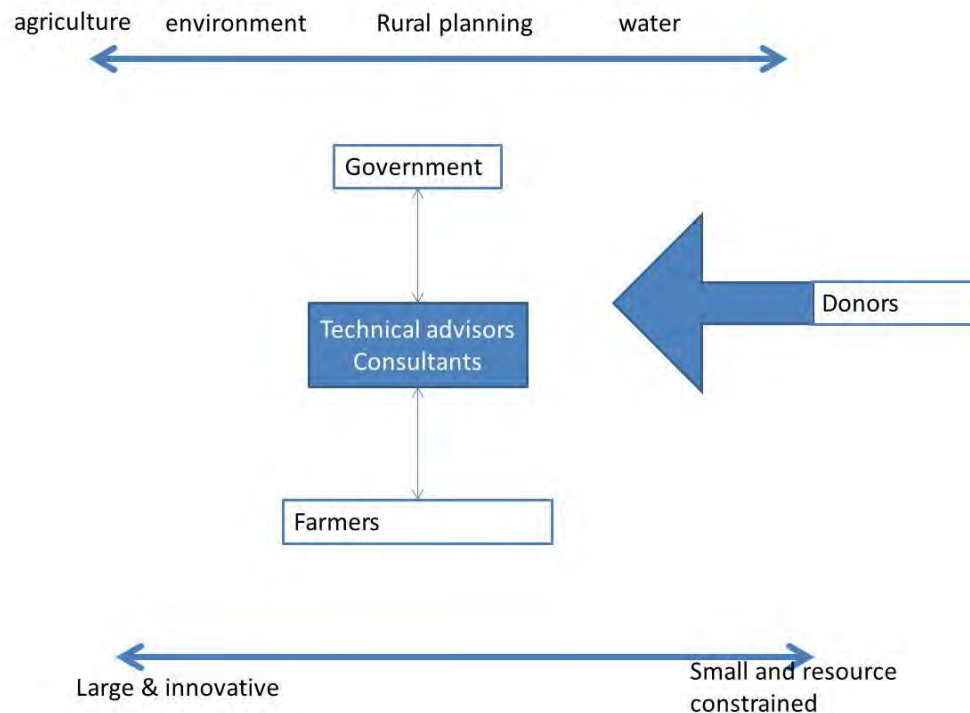 agriculture environment Rural planning water
Government
Technical advisors
Consultants
Donors
Farmers
Large & innovative
Small and resource
constrained